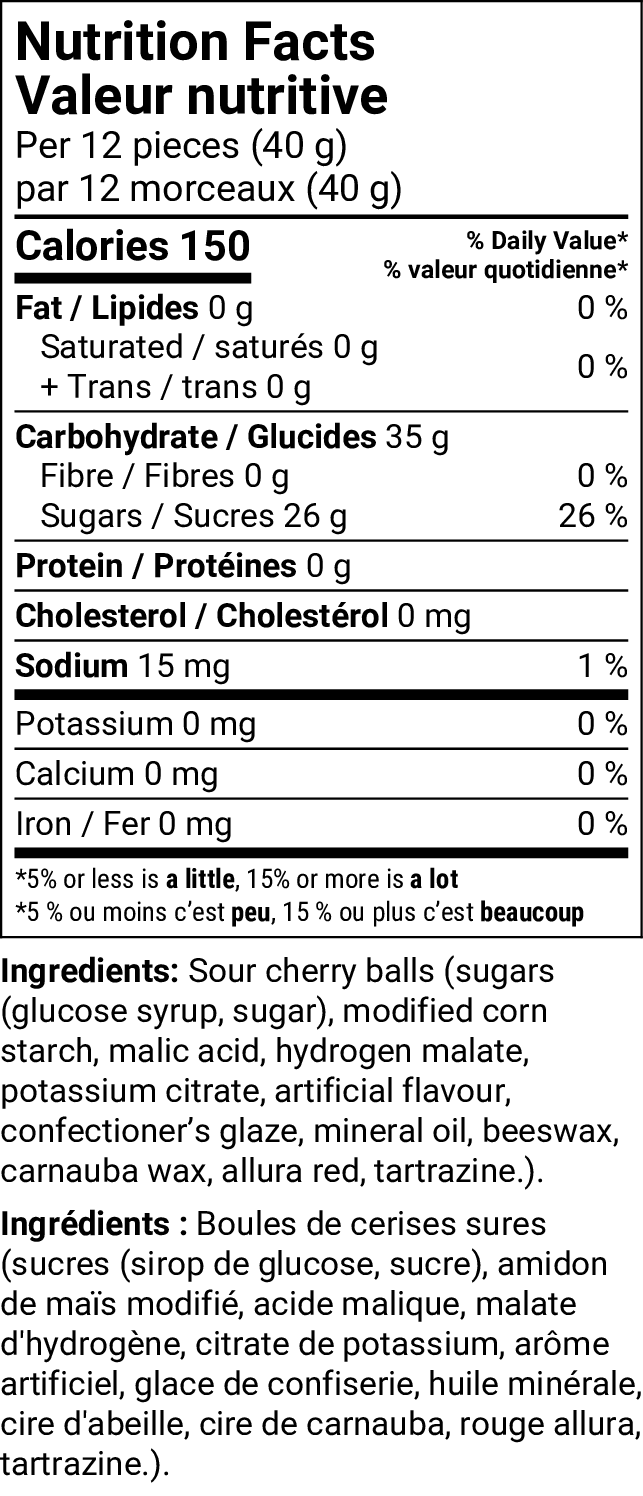 Nutrition Facts
Valeur nutritive
Per 12 pieces (40 g)
par 12 morceaux (40 g)
Calories 150
% Daily Value*
% valeur quotidienne*
Fat / Lipides 0 g 0 %
Saturated / saturés 0 g
+ Trans / trans 0 g 0 %
Carbohydrate / Glucides 35 g
Fibre / Fibres 0 g 0 %
Sugars / Sucres 26 g 26 %
Protein / Protéines 0 g
Cholesterol / Cholestérol 0 mg
Sodium 15 mg 1 %
Potassium 0 mg 0 %
Calcium 0 mg 0 %
Iron / Fer 0 mg 0 %
*5% or less is a little, 15% or more is a lot
*5 % ou moins c’est peu, 15 % ou plus c’est beaucoup
Ingredients: Sour cherry balls (sugars
(glucose syrup, sugar), modified corn
starch, malic acid, hydrogen malate,
potassium citrate, artificial flavour,
confectioner’s glaze, mineral oil, beeswax,
carnauba wax, allura red, tartrazine.).
Ingrédients : Boules de cerises sures
(sucres (sirop de glucose, sucre), amidon
de maïs modifié, acide malique, malate
d'hydrogène, citrate de potassium, arôme
artificiel, glace de confiserie, huile minérale,
cire d'abeille, cire de carnauba, rouge allura,
tartrazine.).